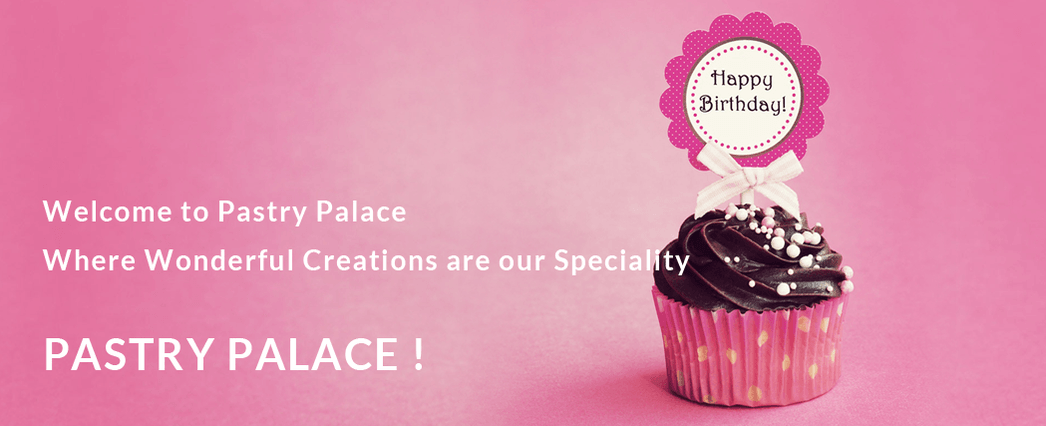 Happy
Birthday!
Welcome to Pastry Palace
Where Wonderful Creations are our Speciality
PASTRY PALACE !